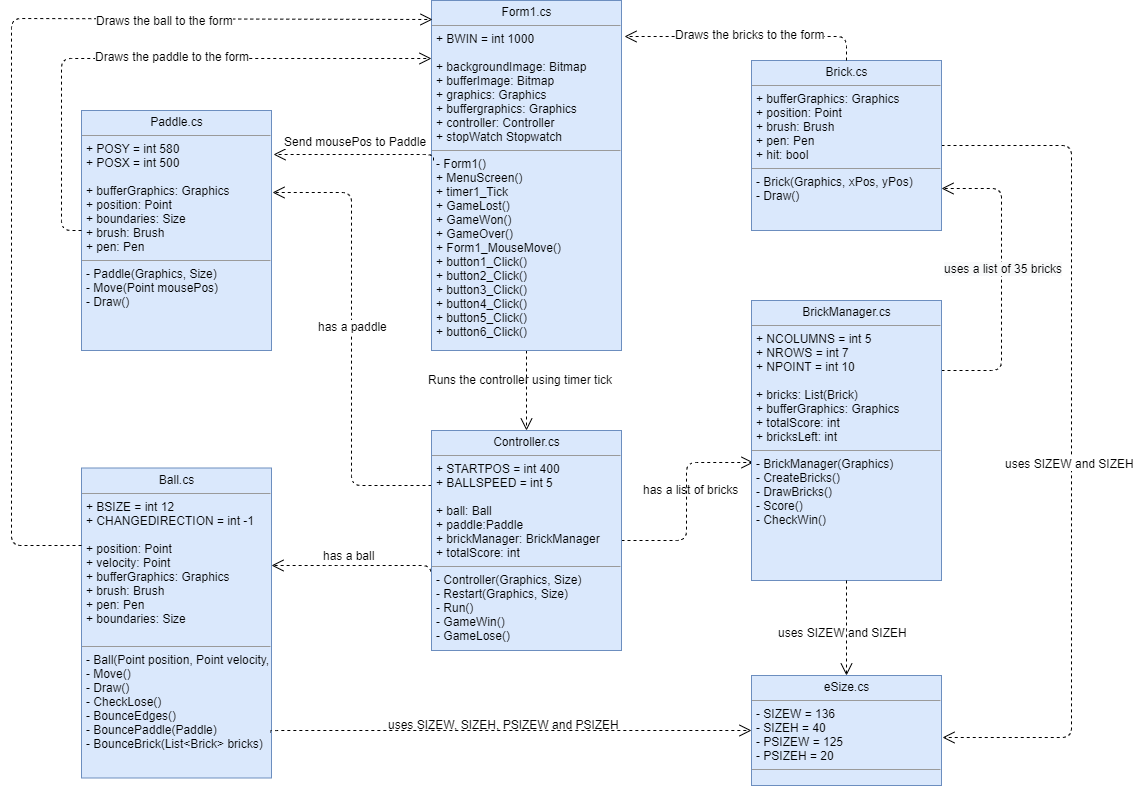 Draws the ball to the form
Draws the paddle to the form
Form1.cs
+ BWIN = int 1000
+ backgroundImage: Bitmap
+ bufferImage: Bitmap
+ graphics: Graphics
+ buffergraphics: Graphics
+ controller: Controller
+ stopWatch Stopwatch
- Form1()
+ MenuScreen()
+ timer1_Tick
+ GameLost()
+ GameWon()
+ GameOver()
+ Form1_MouseMove()
+ button1_Click()
+ button2_Click()
+ button3_Click()
+ button4_Click()
+ button5_Click()
+ button6_Click()
Draws the bricks to the form
Brick.cs
+ bufferGraphics: Graphics
+ position: Point
+ brush: Brush
+ pen: Pen
+ hit: bool
- Brick(Graphics, xPos, yPos)
- Draw()
Paddle.cs
+ POSY = int 580
+ POSX = int 500
+ bufferGraphics: Graphics
+ position: Point
+ boundaries: Size
+ brush: Brush
+ pen: Pen
- Paddle(Graphics, Size)
- Move(Point mousePos)
- Draw()
Send mousePos to Paddle
has a paddle
uses a list of 35 bricks
BrickManager.cs
+ NCOLUMNS = int 5
+ NROWS = int 7
+ NPOINT = int 10
+ bricks: List(Brick)
+ bufferGraphics: Graphics
+ totalScore: int
+ bricksLeft: int
- BrickManager(Graphics)
- CreateBricks()
- DrawBricks()
- Score()
- CheckWin()
Runs the controller using timer tick
Controller.cs
+ STARTPOS = int 400
+ BALLSPEED = int 5
+ ball: Ball
+ paddle:Paddle
+ brickManager: BrickManager
+ totalScore: int
- Controller(Graphics, Size)
- Restart(Graphics, Size)
- Run()
- GameWin()
- GameLose()
has a list of bricks
uses SIZEW and SIZEH
Ball.cs
+ BSIZE = int 12
+ CHANGEDIRECTION = int -1
+ position: Point
+ velocity: Point
+ bufferGraphics: Graphics
+ brush: Brush
+ pen: Pen
+ boundaries: Size
- Ball(Point position, Point velocity,
- Move()
- Draw()
- CheckLose()
- BounceEdges()
- BouncePaddle(Paddle)
- BounceBrick(List<Brick> bricks)
has a ball
uses SIZEW and SIZEH
uses SIZEW, SIZEH, PSIZEW and PSIZEH
eSize.cs
- SIZEW = 136
- SIZEH = 40
- PSIZEW = 125
- PSIZEH = 20